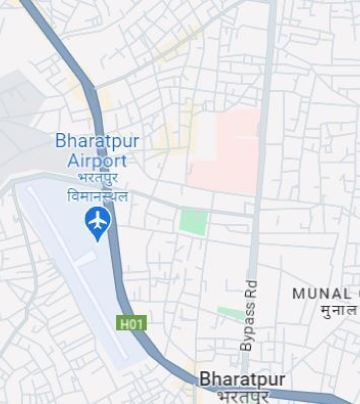 Bharatpur
Airport
भरतपुर
विमानस्थल
H01
Bypass Rd
MUNAL
मुनाल
Bharatpur
भरतपुर